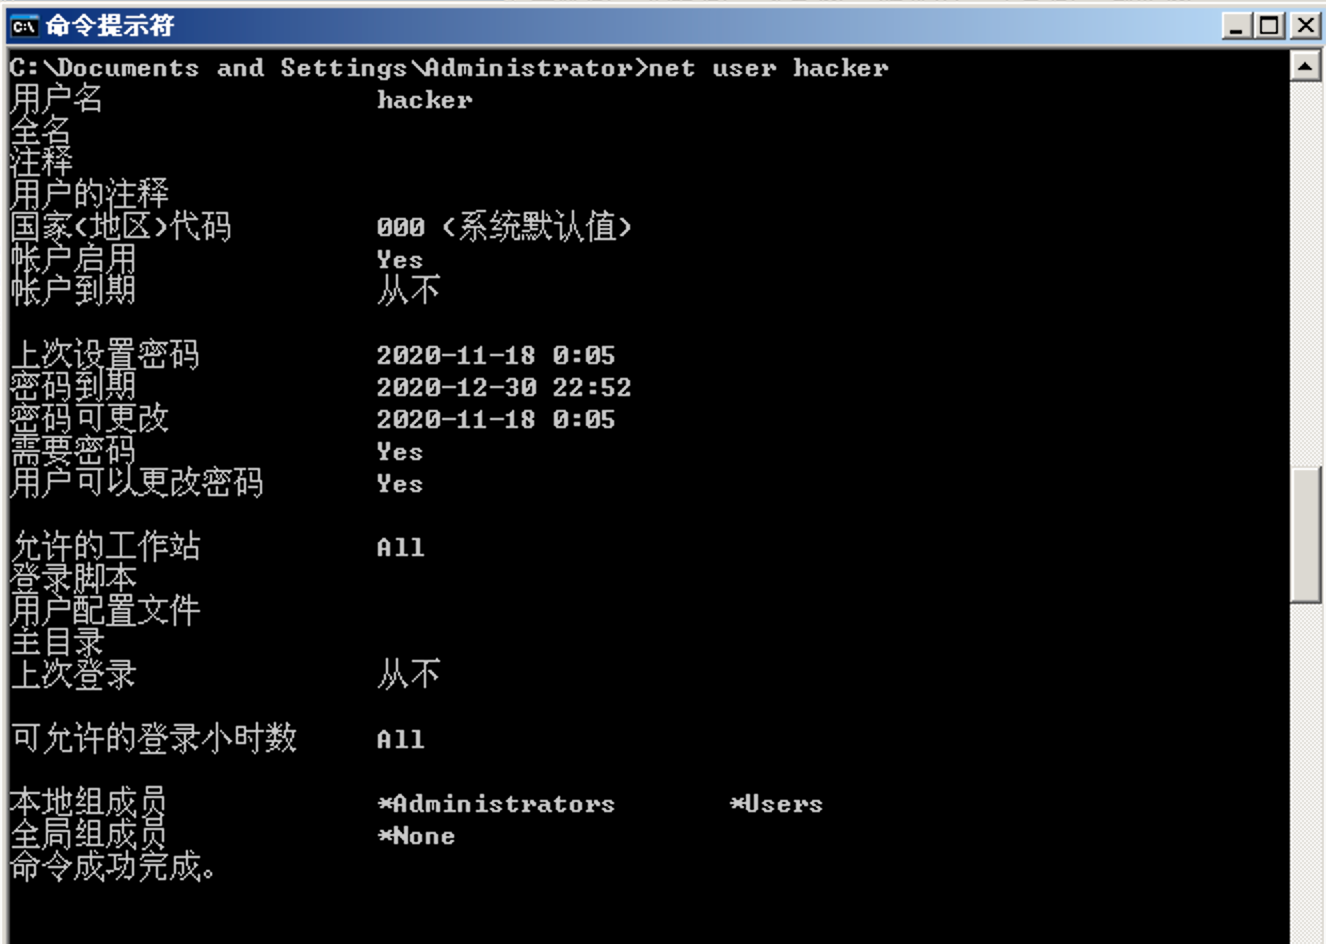 命令提示符
C:\Documents and Settings\Administrator>net user hacker
用户名 hacker
全名
注释
用户的注释
国家(地区)代码 000 (系统默认值)
帐户启用 Yes
帐户到期 从不
上次设置密码 2020-11-18 0:05
密码到期 2020-12-30 22:52
密码可更改 2020-11-18 0:05
需要密码 Yes
用户可以更改密码 Yes
允许的工作站 All
登录脚本
用户配置文件
主目录
上次登录 从不
可允许的登录小时数 All
本地组成员 *Administrators *Users
全局组成员 *None
命令成功完成。